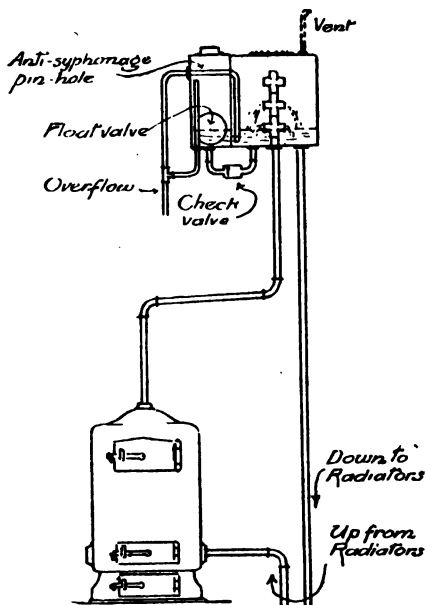 Vent
Anti-syphonage
pin-hole
Float valve
Overflow
Check
valve
Down to
Radiators
Up from
Radiators